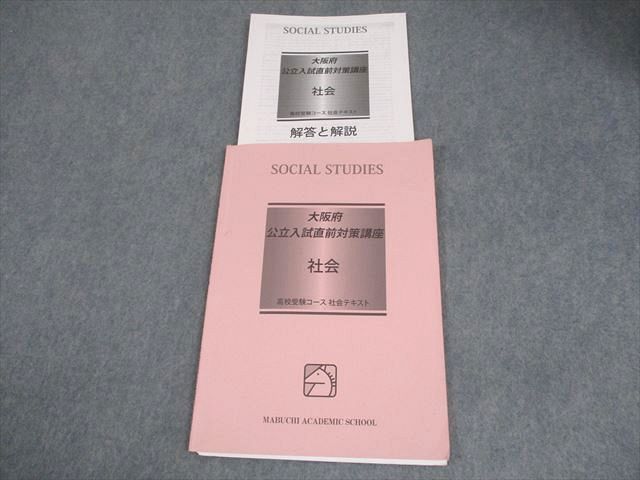 SOCIAL STUDIES
大阪府
公立入試直前対策講座
社会
高校受験コース 社会テキスト
解答と解説
SOCIAL STUDIES
大阪府
公立入試直前対策講座
社会
高校受験コース 社会テキスト
MABUCHI ACADEMIC SCHOOL